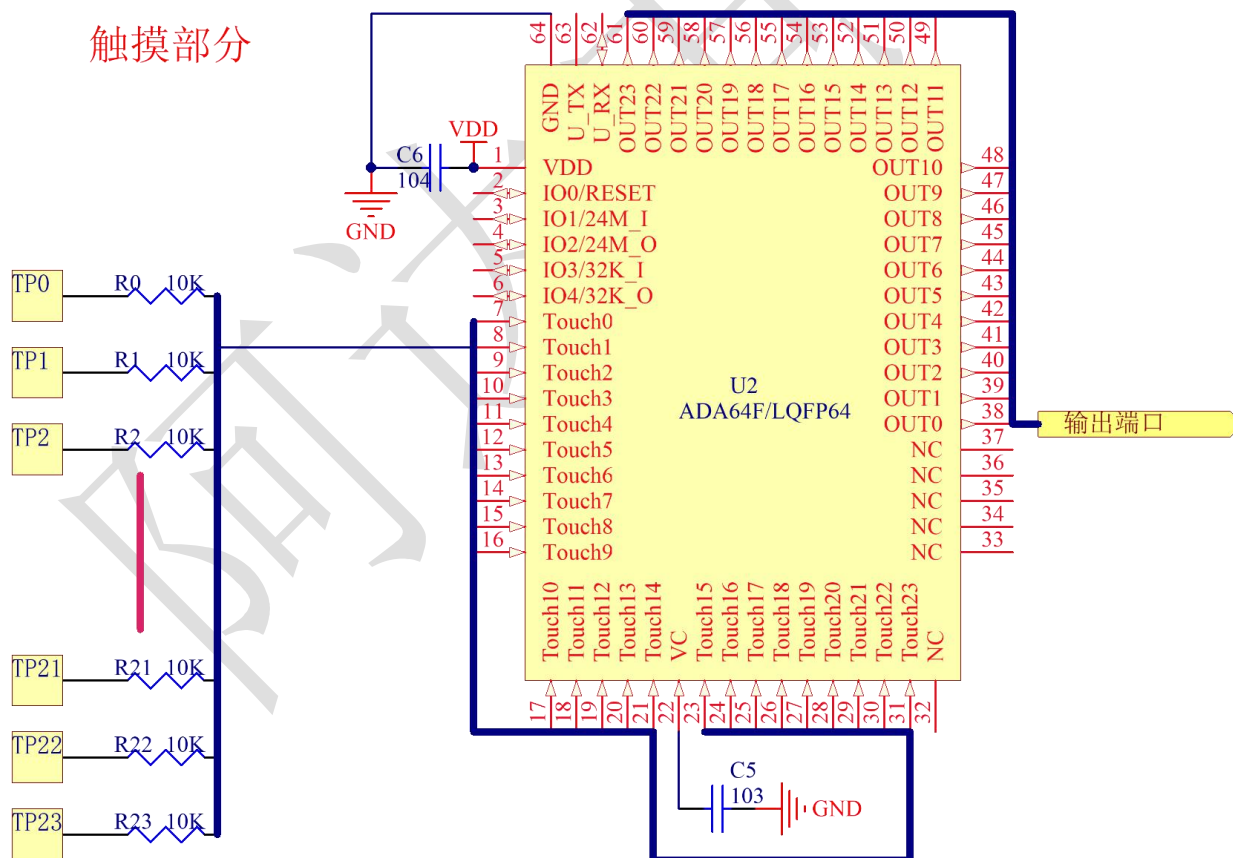 触摸部分
64
63
62
61
60
59
58
57
56
55
54
53
52
51
50
49
GND
U_TX
U_RX
OUT23
OUT22
OUT21
OUT20
OUT19
OUT18
OUT17
OUT16
OUT15
OUT14
OUT13
OUT12
OUT11
VDD
C6
104
GND
1 VDD
2 IO0/RESET
3 IO1/24M_I
4 IO2/24M_O
5 IO3/32K_I
6 IO4/32K_O
7 Touch0
8 Touch1
9 Touch2
10 Touch3
11 Touch4
12 Touch5
13 Touch6
14 Touch7
15 Touch8
16 Touch9
OUT10 48
OUT9 47
OUT8 46
OUT7 45
OUT6 44
OUT5 43
OUT4 42
OUT3 41
OUT2 40
OUT1 39
OUT0 38
NC 37
NC 36
NC 35
NC 34
NC 33
U2
ADA64F/LQFP64
输出端口
TP0 R0 10K
TP1 R1 10K
TP2 R2 10K
TP21 R21 10K
TP22 R22 10K
TP23 R23 10K
Touch10
Touch11
Touch12
Touch13
Touch14
VC
Touch15
Touch16
Touch17
Touch18
Touch19
Touch20
Touch21
Touch22
Touch23
NC
17
18
19
20
21
22
23
24
25
26
27
28
29
30
31
32
C5
103
GND